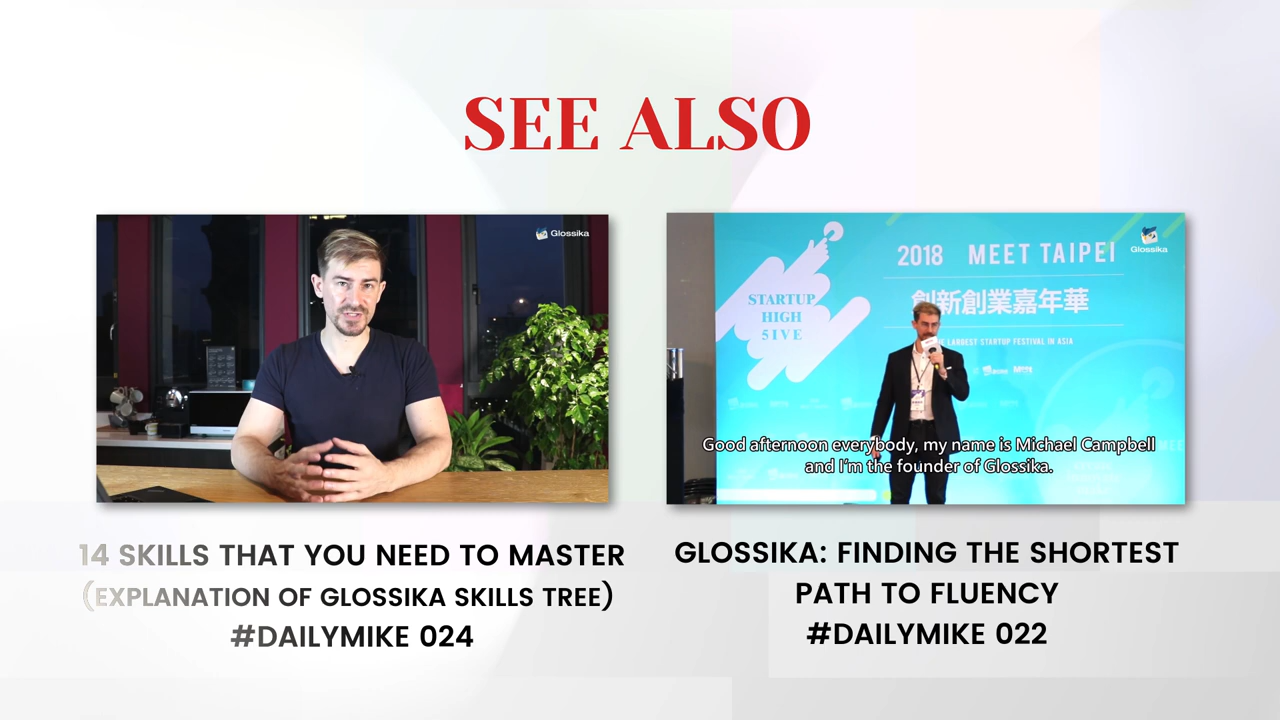 SEE ALSO
Glossika
14 SKILLS THAT YOU NEED TO MASTER
(EXPLANATION OF GLOSSIKA SKILLS TREE)
#DAILYMIKE 024
2018 MEET TAIPEI
Glossika
創新創業嘉年華
STARTUP
HIGH
5IVE
LARGEST STARTUP FESTIVAL IN ASIA
Good afternoon everybody, my name is Michael Campbell
and I'm the founder of Glossika.
GLOSSIKA: FINDING THE SHORTEST
PATH TO FLUENCY
#DAILYMIKE 022